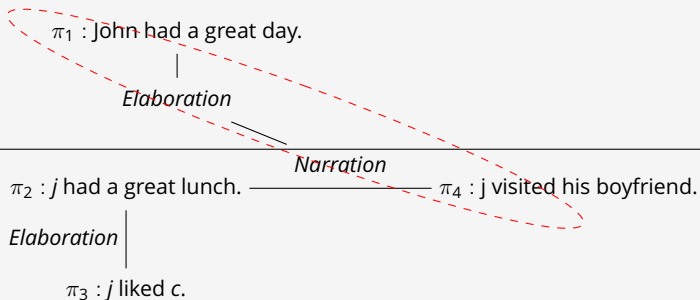 π₁ : John had a great day.
Elaboration
Narration
π₂ : j had a great lunch. π₄ : j visited his boyfriend.
Elaboration
π₃ : j liked c.